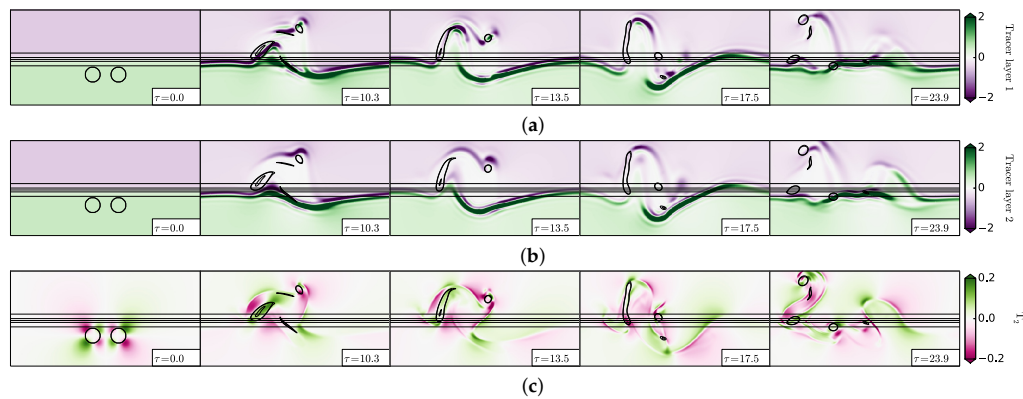 2
0
−2
Tracer layer 1
τ=0.0
τ=10.3
τ=13.5
τ=17.5
τ=23.9
(a)
2
0
−2
Tracer layer 2
τ=0.0
τ=10.3
τ=13.5
τ=17.5
τ=23.9
(b)
0.2
0.0
−0.2
τ=0.0
τ=10.3
τ=13.5
τ=17.5
τ=23.9
(c)